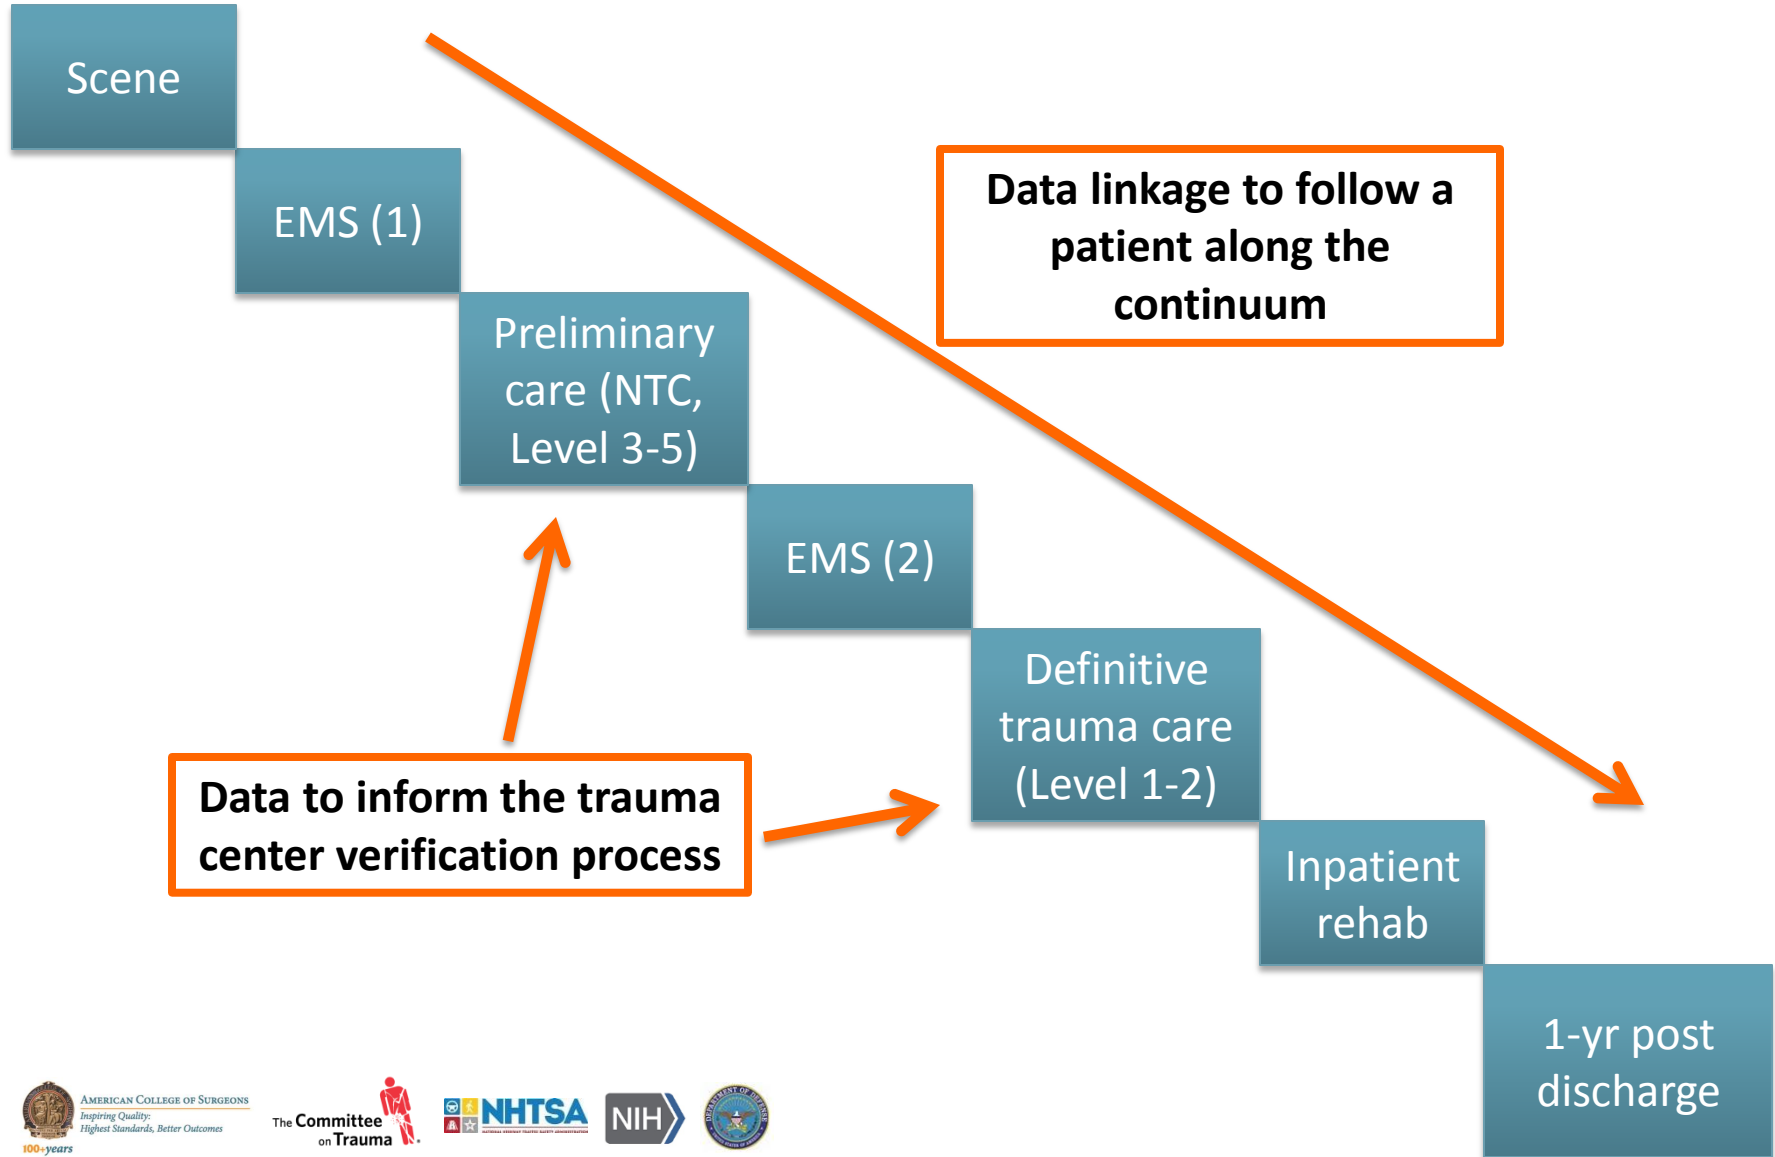 Scene
EMS (1)
Data linkage to follow a
patient along the
continuum
Preliminary
care (NTC,
Level 3-5)
EMS (2)
Definitive
trauma care
(Level 1-2)
Data to inform the trauma
center verification process
Inpatient
rehab
1-yr post
discharge
AMERICAN COLLEGE OF SURGEONS
Inspiring Quality:
Highest Standards, Better Outcomes
100+years
The Committee
on Trauma
NHTSA
NIH